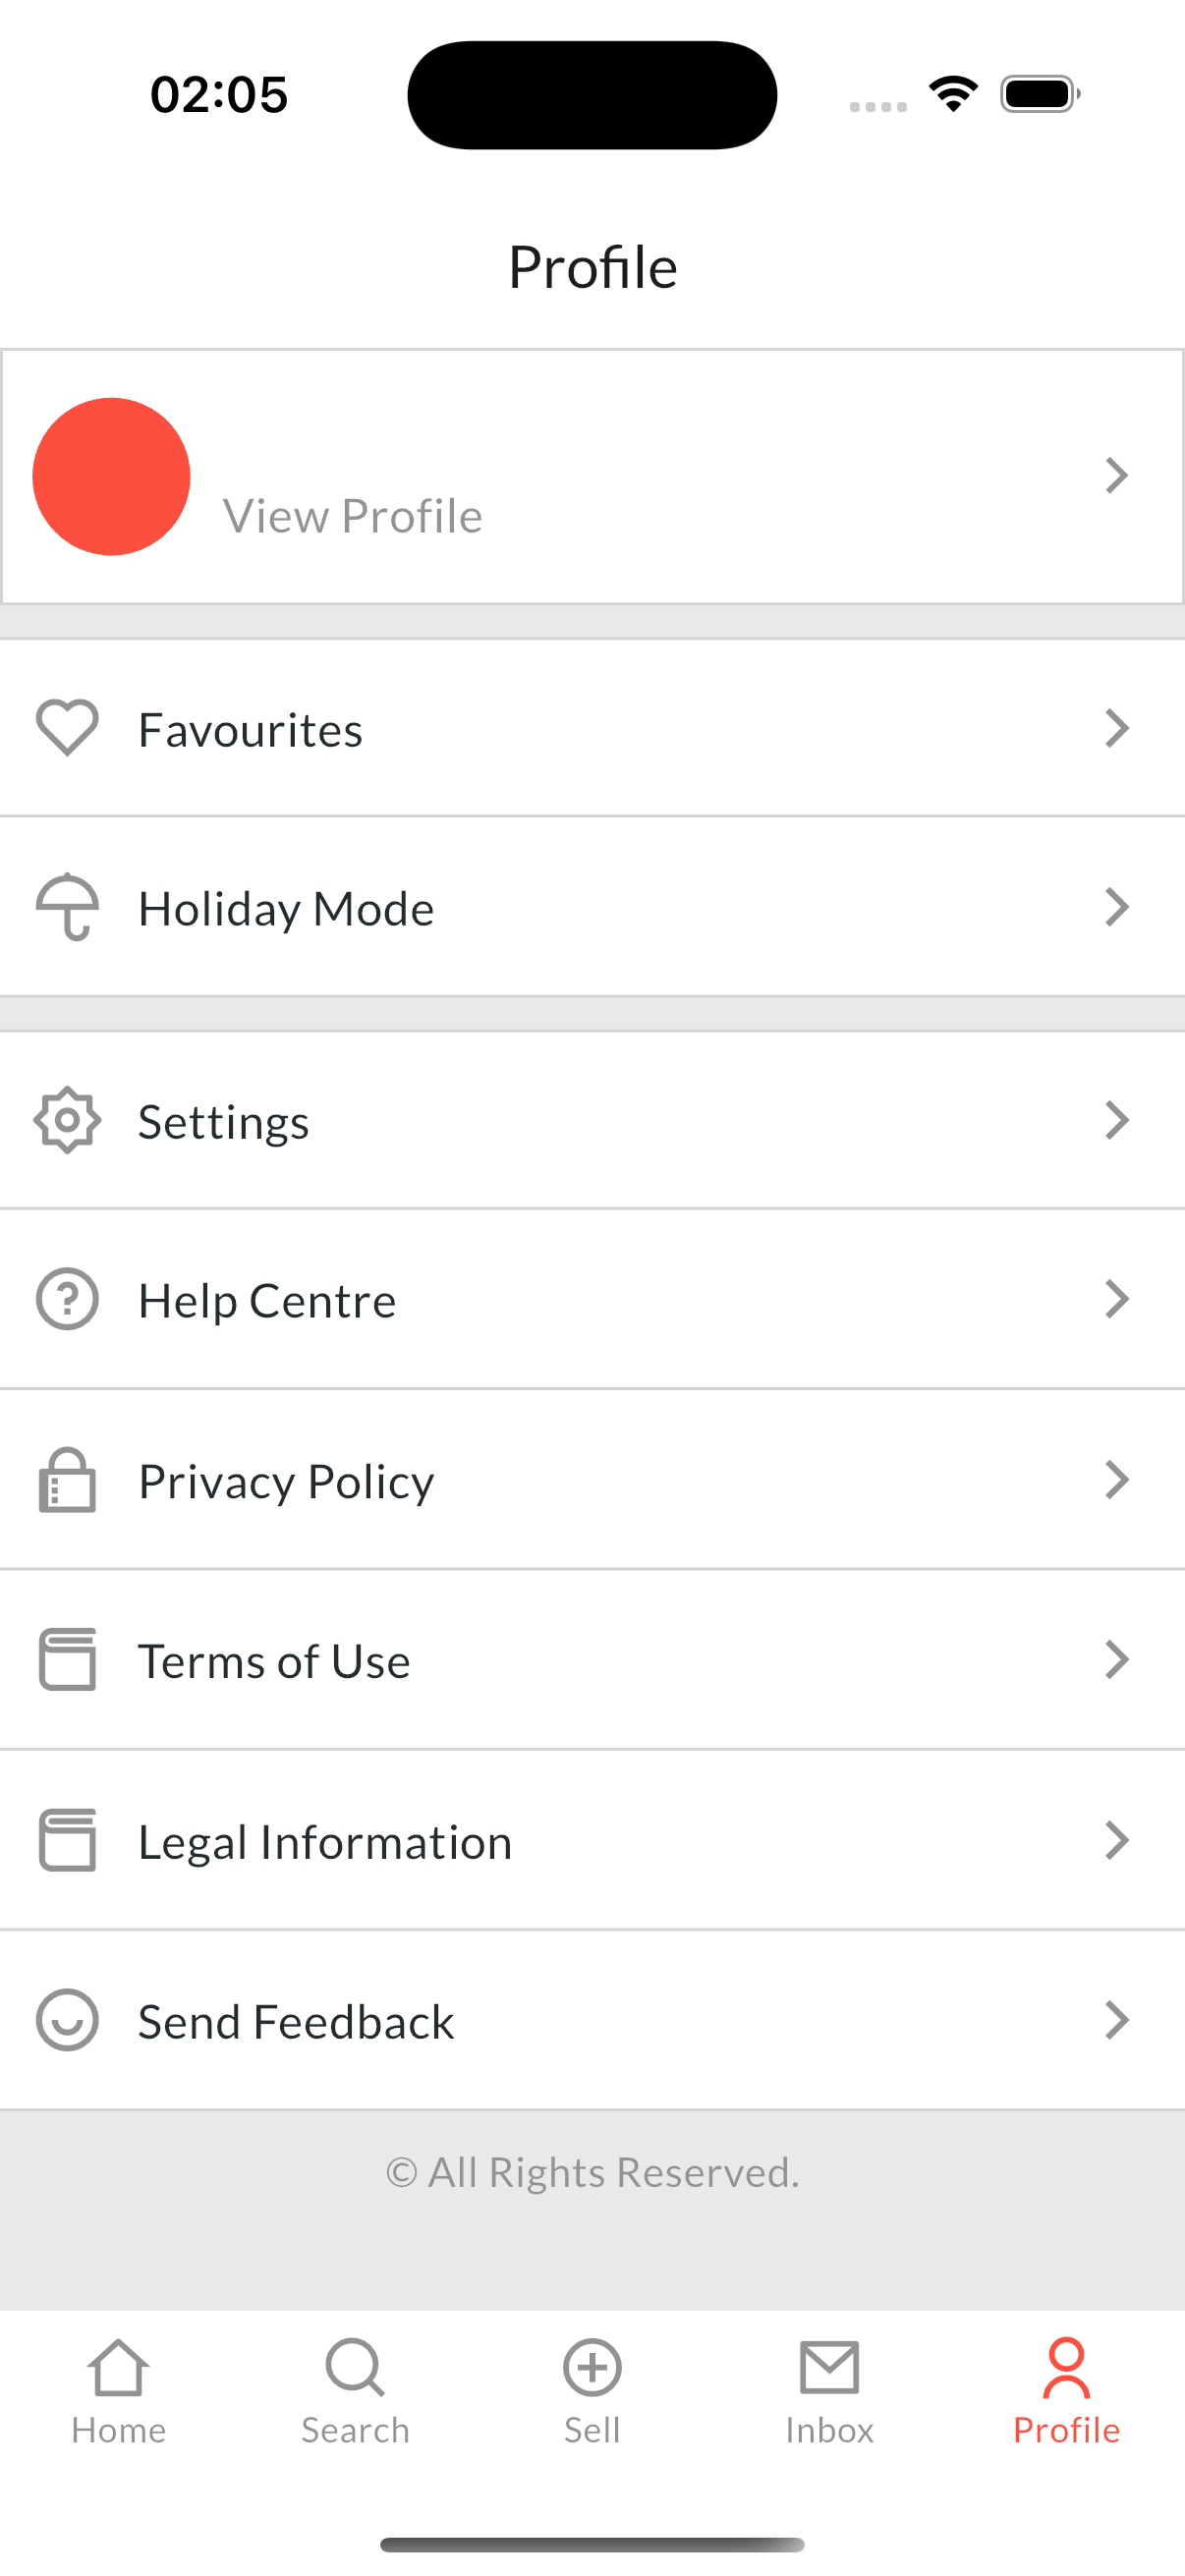 02:05
Profile
View Profile
Favourites
Holiday Mode
Settings
Help Centre
Privacy Policy
Terms of Use
Legal Information
Send Feedback
© All Rights Reserved.
Home Search Sell Inbox Profile